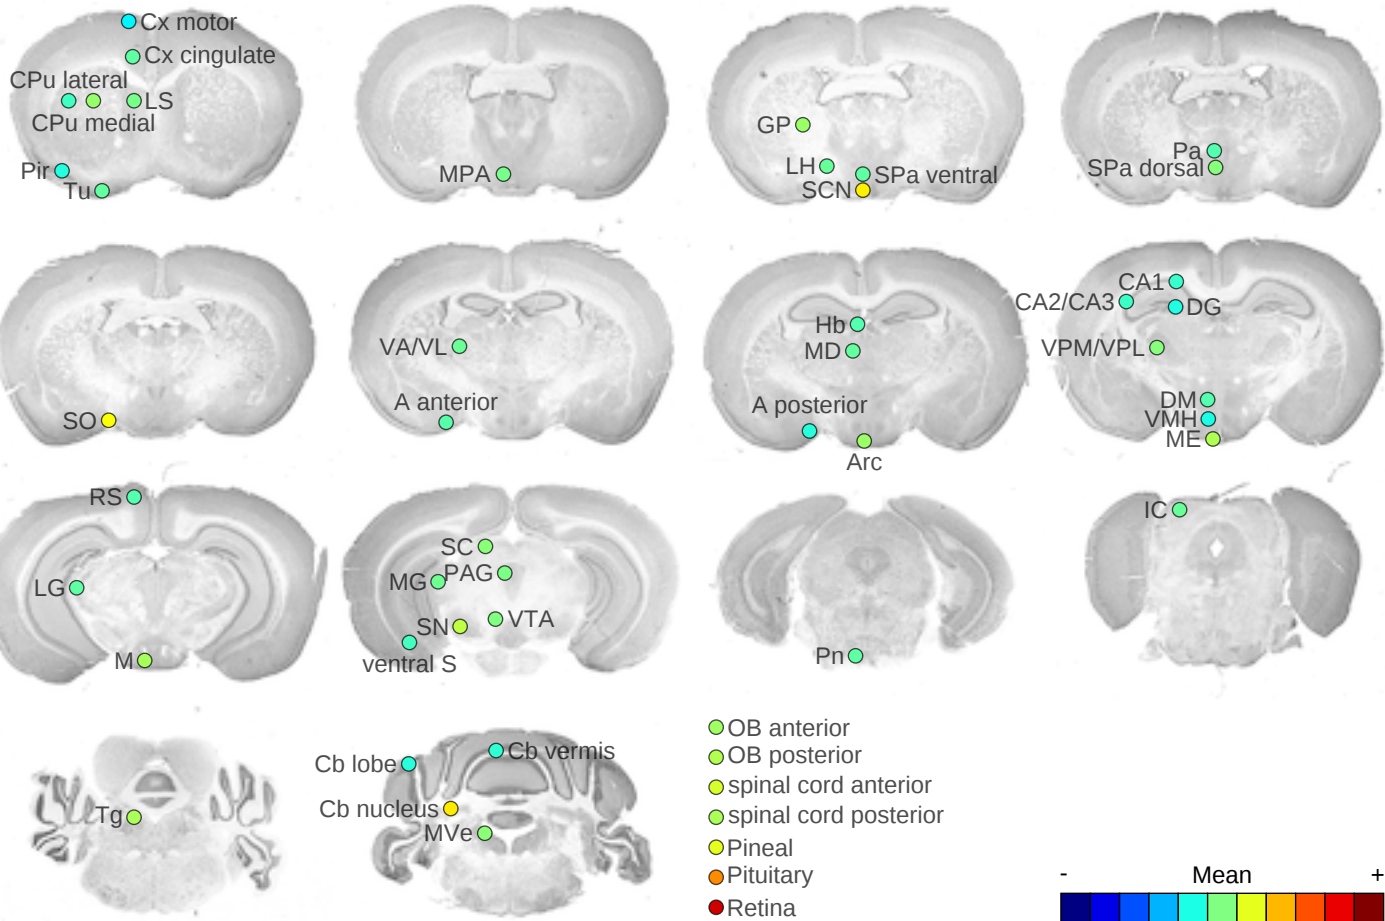 Cx motor
Cx cingulate
CPu lateral
LS
CPu medial
Pir
Tu
MPA
GP
LH
SPa ventral
SCN
Pa
SPa dorsal
SO
VA/VL
A anterior
Hb
MD
A posterior
Arc
CA1
CA2/CA3
DG
VPM/VPL
DM
VMH
ME
RS
LG
M
SC
MG
PAG
SN
VTA
ventral S
Pn
IC
Tg
Cb lobe
Cb vermis
Cb nucleus
MVe
OB anterior
OB posterior
spinal cord anterior
spinal cord posterior
Pineal
Pituitary
Retina
- Mean +